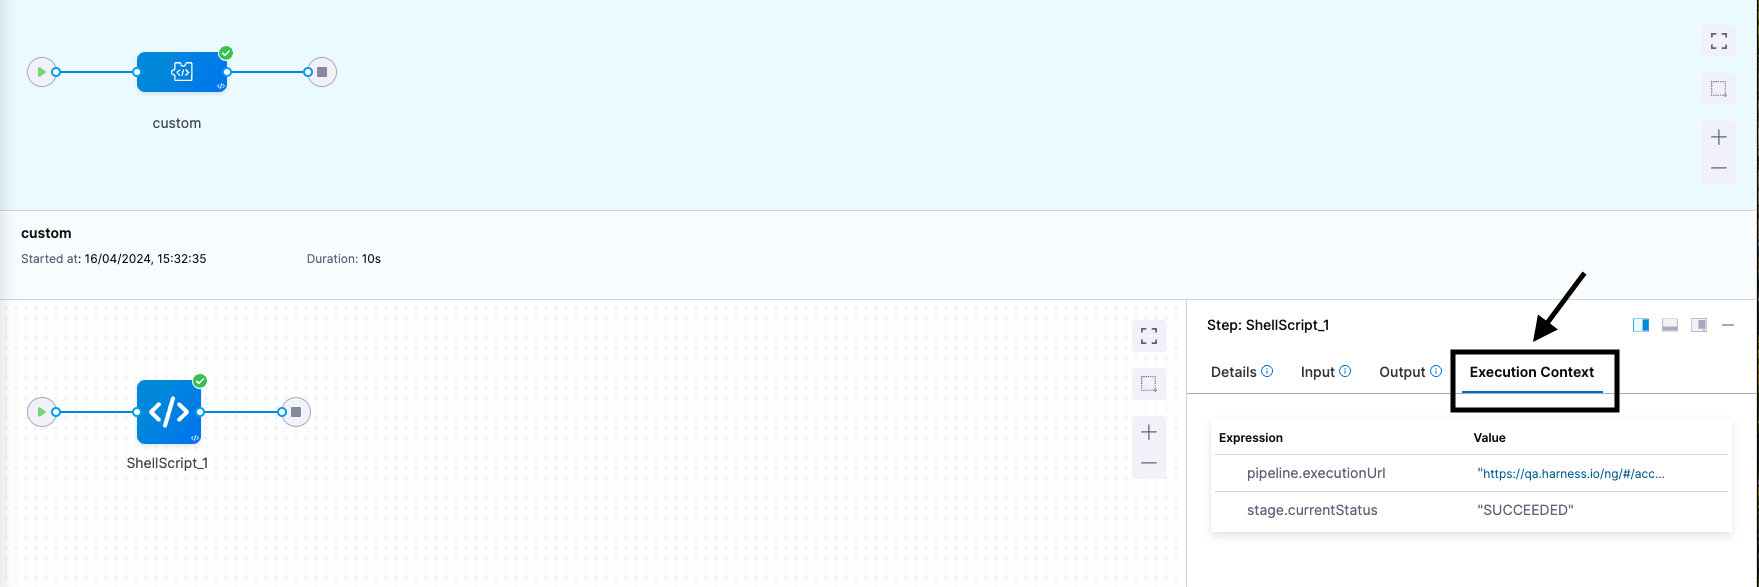 custom
custom
Started at: 16/04/2024, 15:32:35 Duration: 10s
ShellScript_1
Step: ShellScript_1
Details Input Output Execution Context
Expression Value
pipeline.executionUrl "https://qa.harness.io/ng/#/acc...
stage.currentStatus "SUCCEEDED"